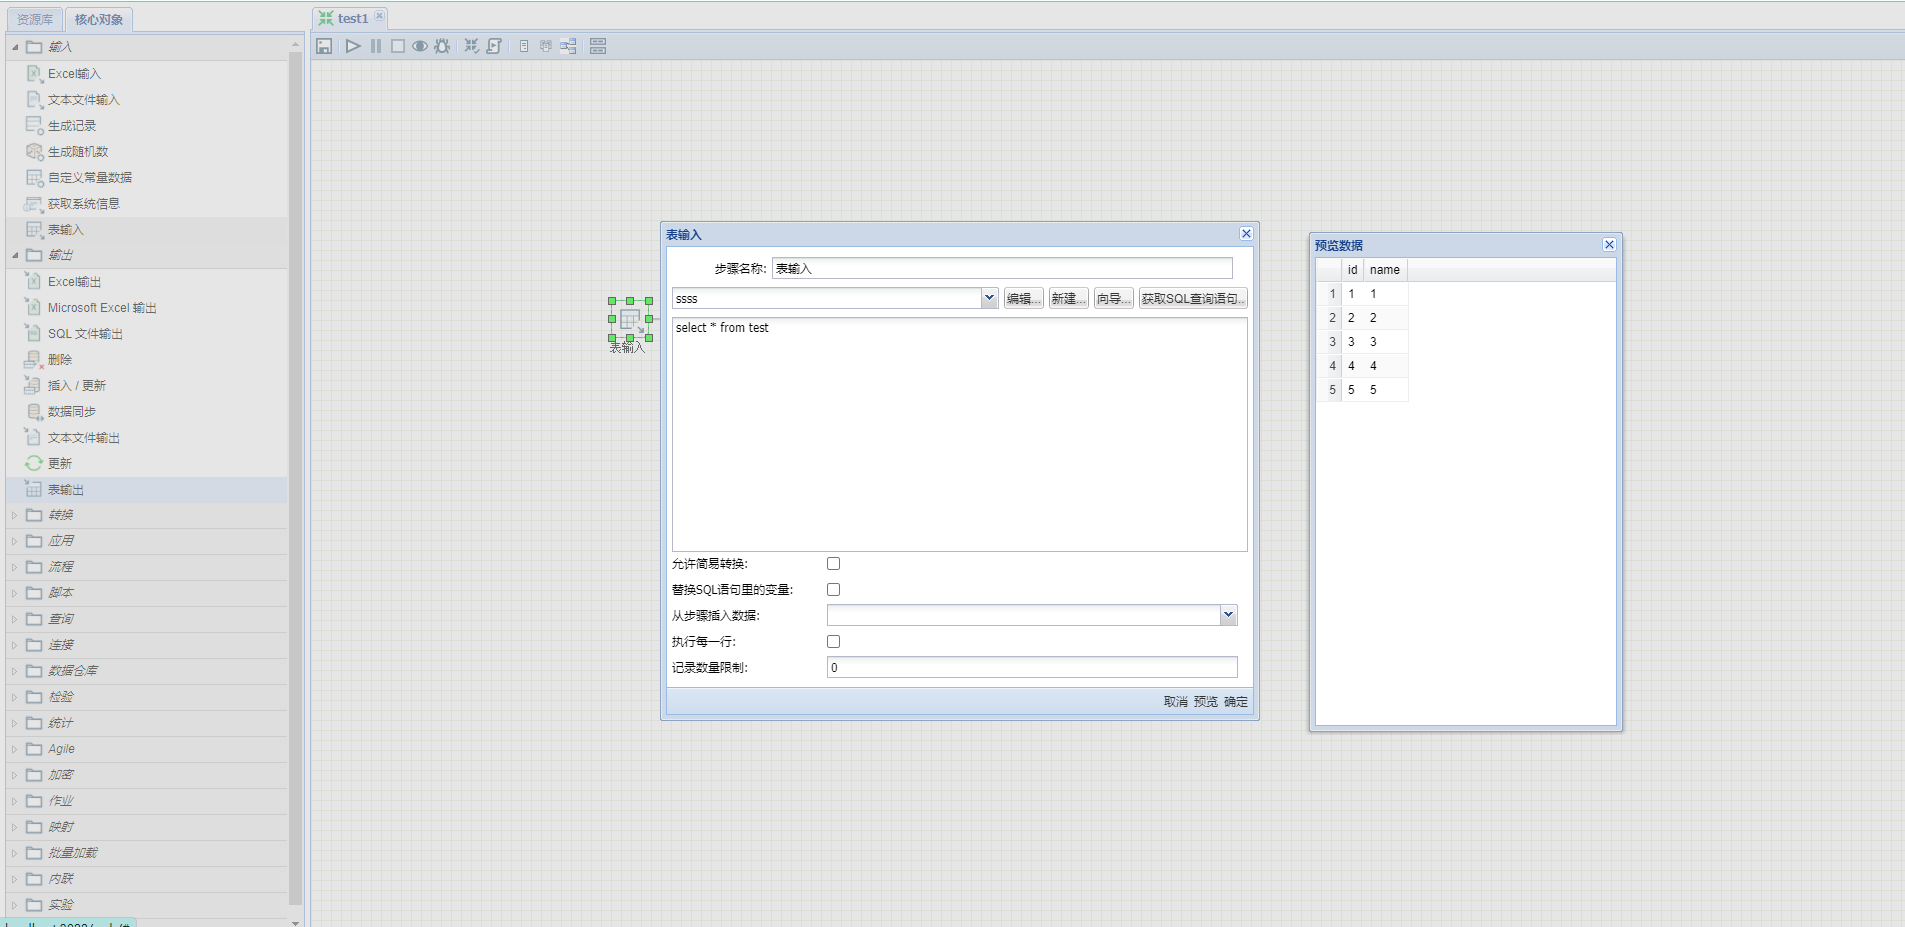 资源库
核心对象
输入
Excel输入
文本文件输入
生成记录
生成随机数
自定义常量数据
获取系统信息
表输入
输出
Excel输出
Microsoft Excel 输出
SQL 文件输出
删除
插入 / 更新
数据同步
文本文件输出
更新
表输出
转换
应用
流程
脚本
查询
连接
数据仓库
检验
统计
Agile
加密
作业
映射
批量加载
内联
实验
test1
表输入
表输入
步骤名称: 表输入
ssss 编辑... 新建... 向导... 获取SQL查询语句...
select * from test
允许简易转换:
替换SQL语句里的变量:
从步骤插入数据:
执行每一行:
记录数量限制: 0
取消 预览 确定
预览数据
id name
1 1 1
2 2 2
3 3 3
4 4 4
5 5 5